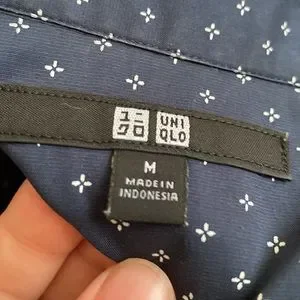 ユニ UNI
クロ QLO
M
MADE IN
INDONESIA